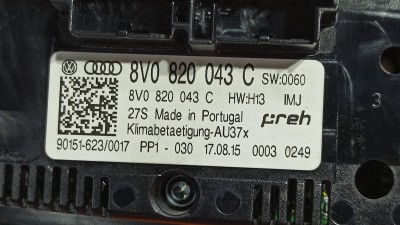 8V0 820 043 C SW:0060
8V0 820 043 C HW:H13 IMJ
27S Made in Portugal preh
Klimabetaetigung-AU37x
90151-623/0017 PP1-030 17.08.15 0003 0249
3